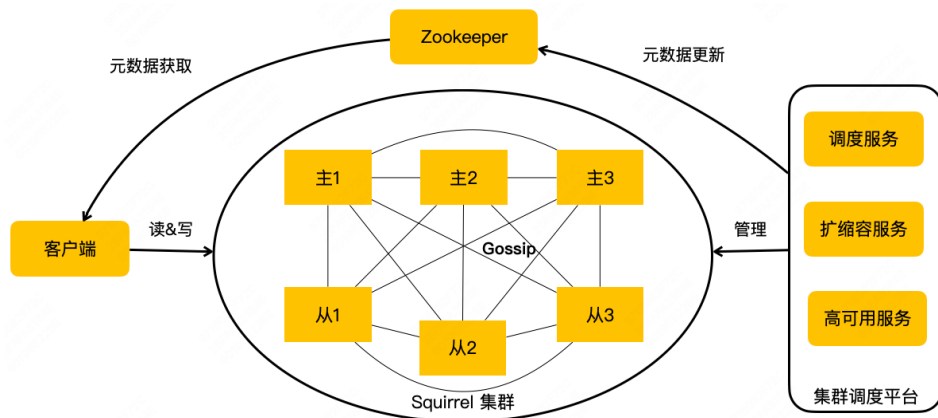 Zookeeper
元数据获取
元数据更新
调度服务
主1
主2
主3
扩缩容服务
客户端
读&写
Gossip
管理
从1
从2
从3
高可用服务
Squirrel 集群
集群调度平台